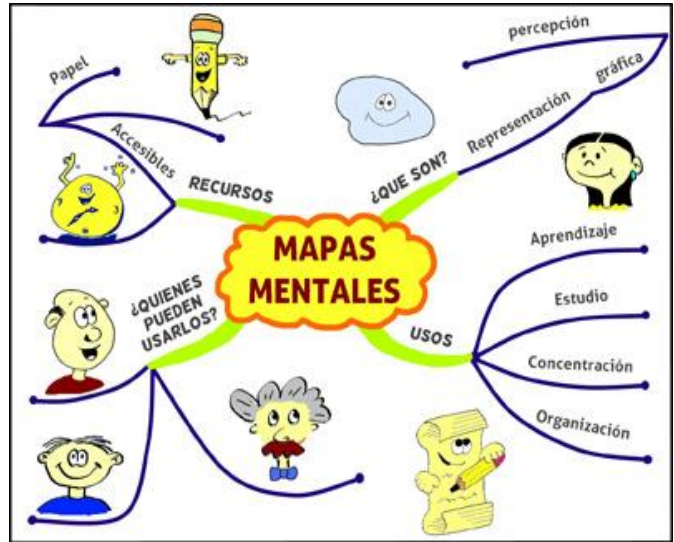 MAPAS
MENTALES
¿QUE SON?
Representación
gráfica
percepción
USOS
Aprendizaje
Estudio
Concentración
Organización
¿QUIENES
PUEDEN
USARLOS?
RECURSOS
Accesibles
Papel